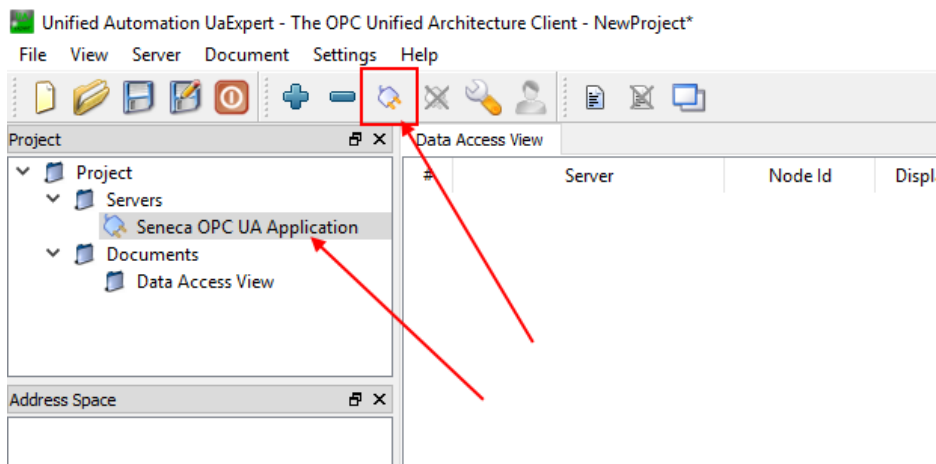 Unified Automation UaExpert - The OPC Unified Architecture Client - NewProject*
File View Server Document Settings Help
Project
Data Access View
Project
# Server Node Id Displ
Servers
Seneca OPC UA Application
Documents
Data Access View
Address Space